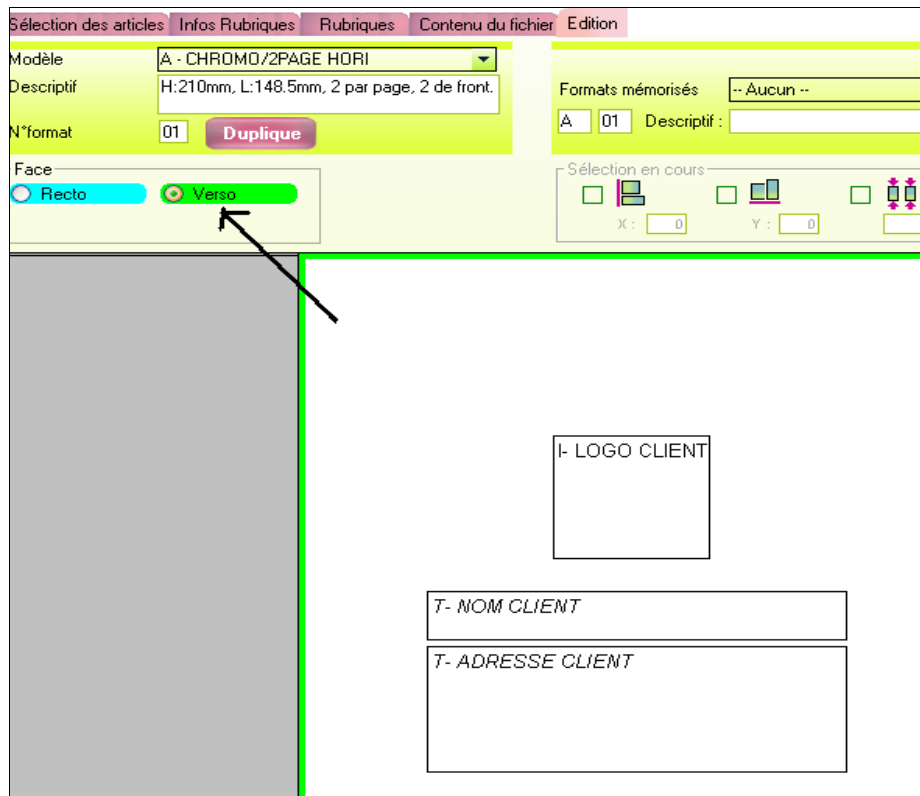 Sélection des articles Infos Rubriques Rubriques Contenu du fichier Edition
Modèle A - CHROMO/2PAGE HORI
Descriptif H:210mm, L:148.5mm, 2 par page, 2 de front.
N°format 01 Duplique
Formats mémorisés -- Aucun --
A 01 Descriptif :
Face
Recto Verso
Sélection en cours
X : 0 Y : 0
I- LOGO CLIENT
T- NOM CLIENT
T- ADRESSE CLIENT